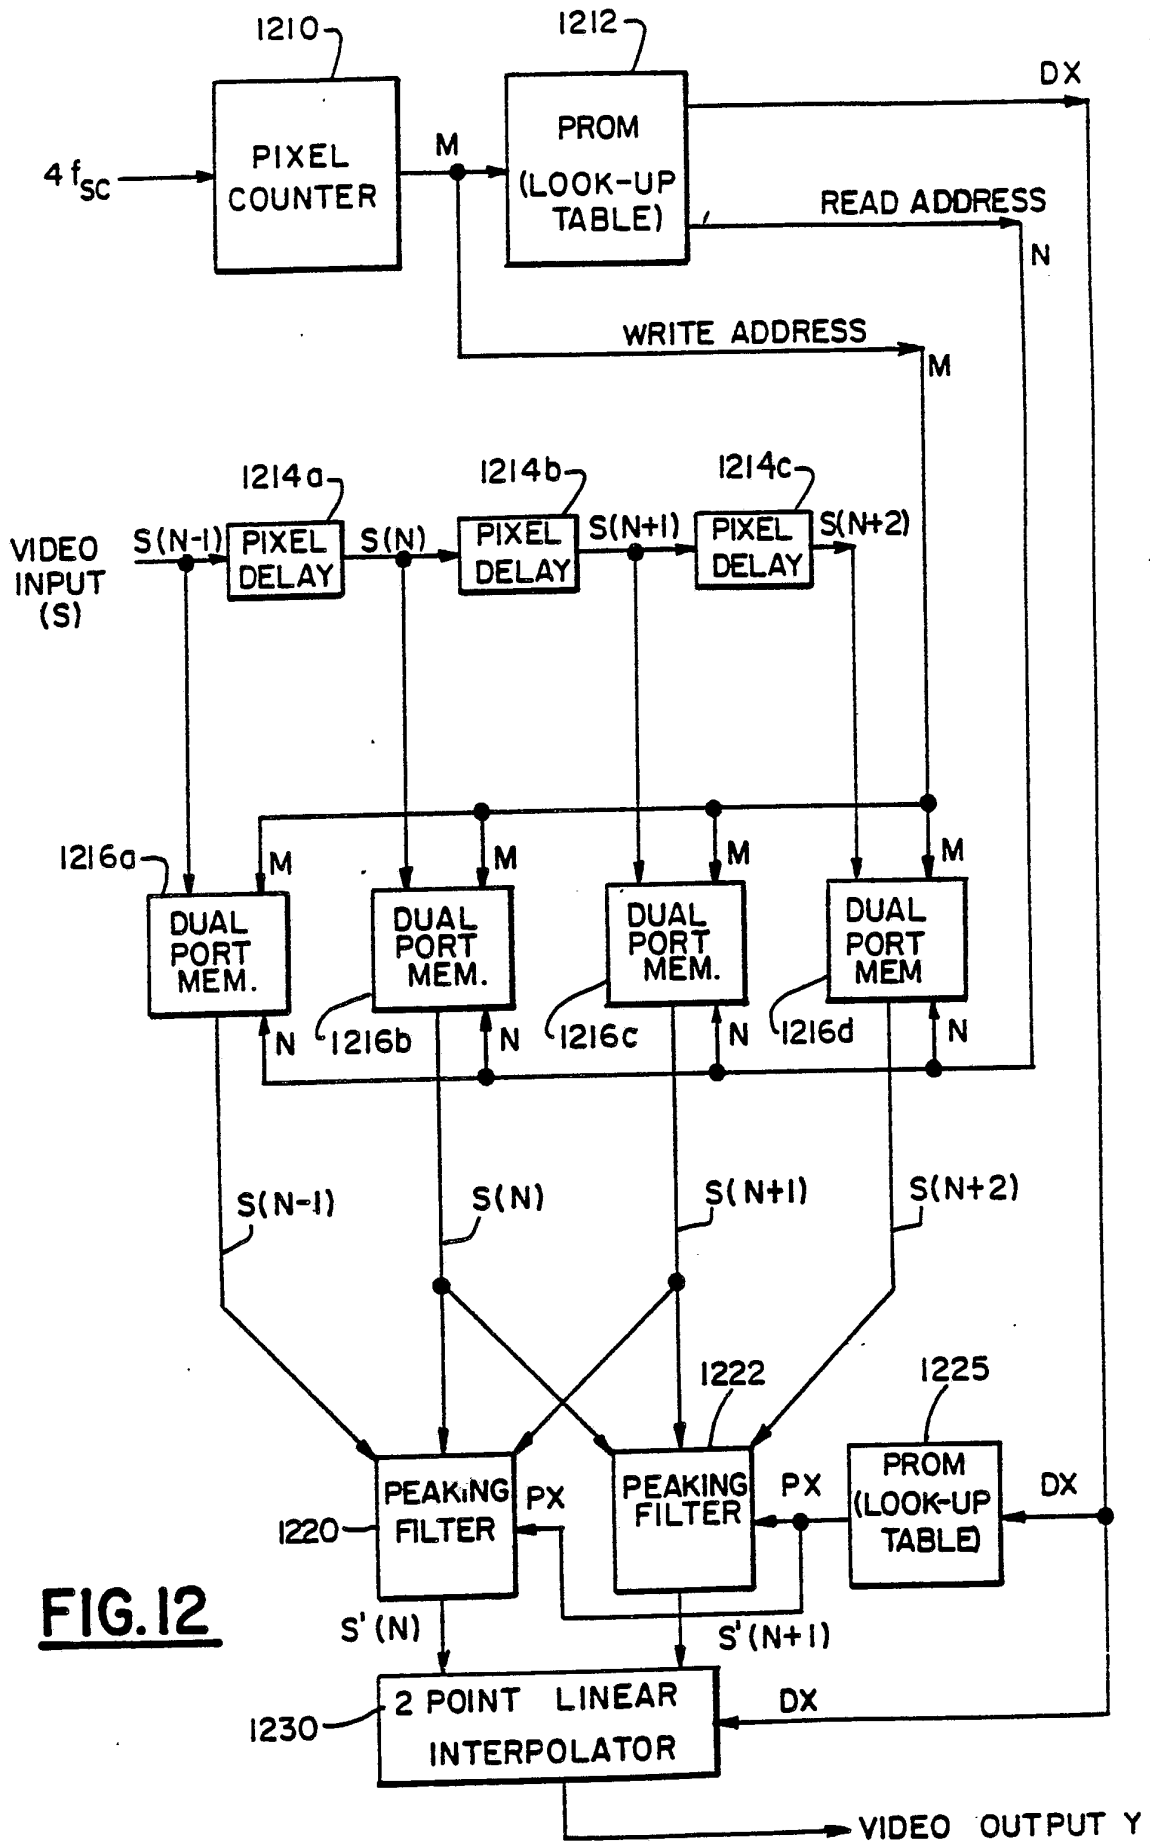 1210
1212
DX
PIXEL
COUNTER
4 fSC
M
PROM
(LOOK-UP
TABLE)
READ ADDRESS
N
WRITE ADDRESS
M
1214a
1214b
1214c
VIDEO
INPUT
(S)
S(N-1)
PIXEL
DELAY
S(N)
PIXEL
DELAY
S(N+1)
PIXEL
DELAY
S(N+2)
1216a
M
M
M
M
DUAL
PORT
MEM.
DUAL
PORT
MEM.
DUAL
PORT
MEM.
DUAL
PORT
MEM
N
1216b
N
1216c
N
1216d
N
S(N-1)
S(N)
S(N+1)
S(N+2)
1222
1225
PEAKING
FILTER
1220
PX
PEAKING
FILTER
PX
PROM
(LOOK-UP
TABLE)
DX
FIG.12
S'(N)
S'(N+1)
1230
2 POINT LINEAR
INTERPOLATOR
DX
VIDEO OUTPUT Y